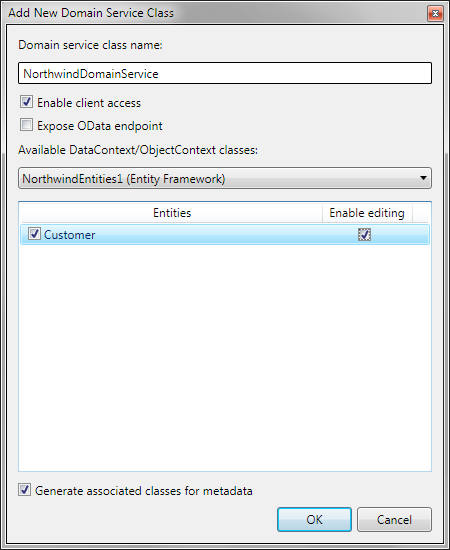 Add New Domain Service Class
Domain service class name:
NorthwindDomainService
Enable client access
Expose OData endpoint
Available DataContext/ObjectContext classes:
NorthwindEntities1 (Entity Framework)
Entities Enable editing
Customer
Generate associated classes for metadata
OK Cancel